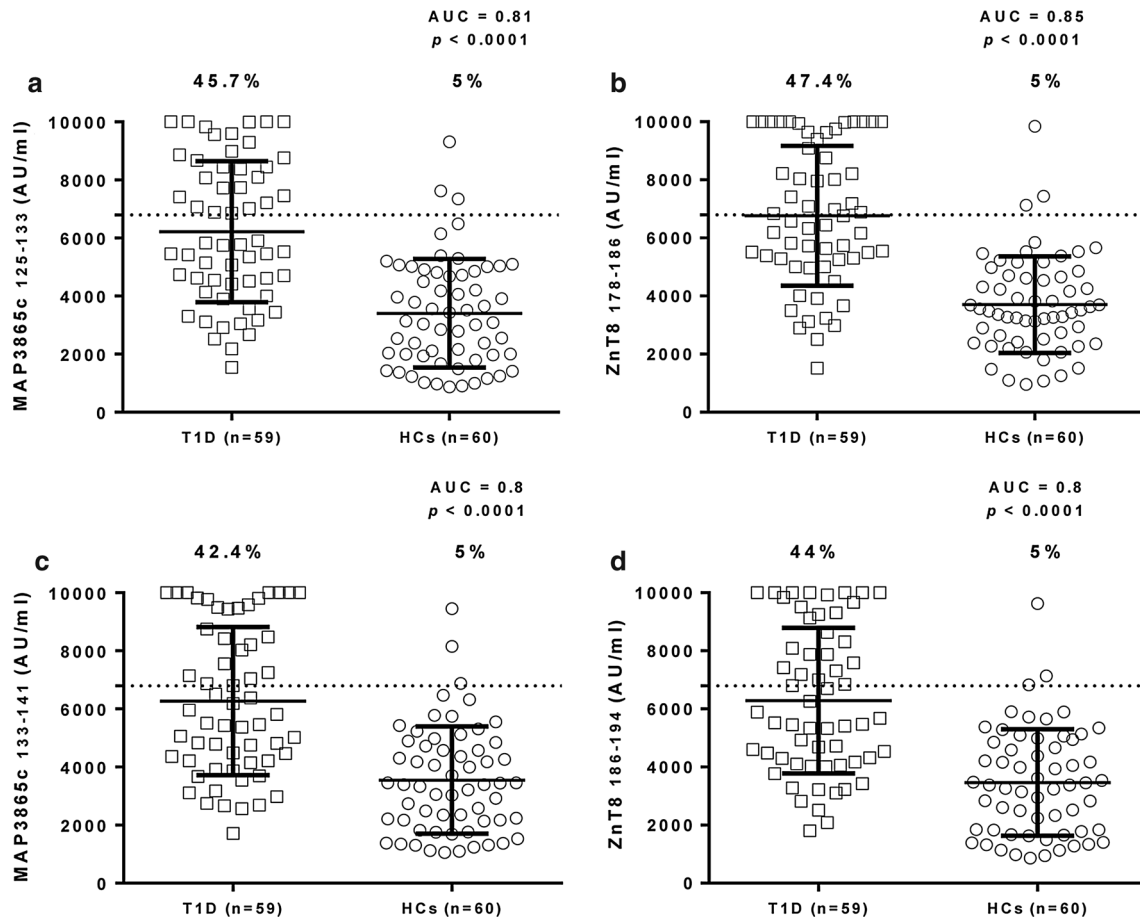 AUC = 0.81
p < 0.0001
a
45.7%
5%
MAP3865c 125-133 (AU/ml)
10000
8000
6000
4000
2000
0
T1D (n=59)
HCs (n=60)
AUC = 0.85
p < 0.0001
b
47.4%
5%
ZnT8 178-186 (AU/ml)
10000
8000
6000
4000
2000
0
T1D (n=59)
HCs (n=60)
AUC = 0.8
p < 0.0001
c
42.4%
5%
MAP3865c 133-141 (AU/ml)
10000
8000
6000
4000
2000
0
T1D (n=59)
HCs (n=60)
AUC = 0.8
p < 0.0001
d
44%
5%
ZnT8 186-194 (AU/ml)
10000
8000
6000
4000
2000
0
T1D (n=59)
HCs (n=60)